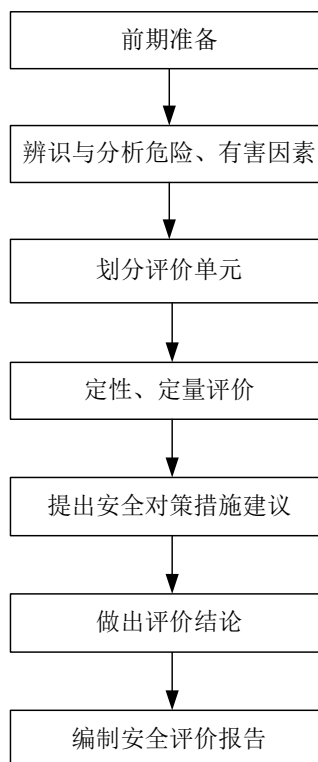 前期准备
辨识与分析危险、有害因素
划分评价单元
定性、定量评价
提出安全对策措施建议
做出评价结论
编制安全评价报告